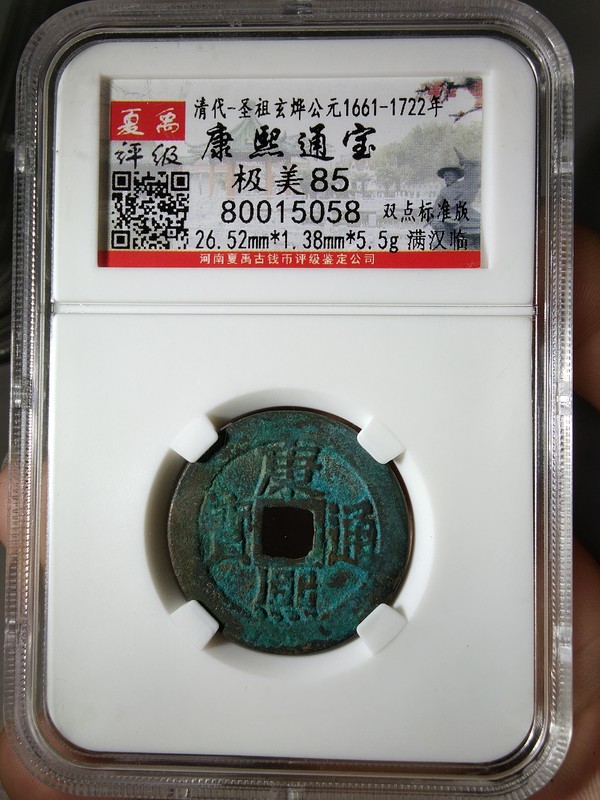 清代-圣祖玄烨公元1661-1722年
夏禹
评级
康熙通宝
极美85
80015058 双点标准版
26.52mm*1.38mm*5.5g 满汉临
河南夏禹古钱币评级鉴定公司
康
寶 通
熙